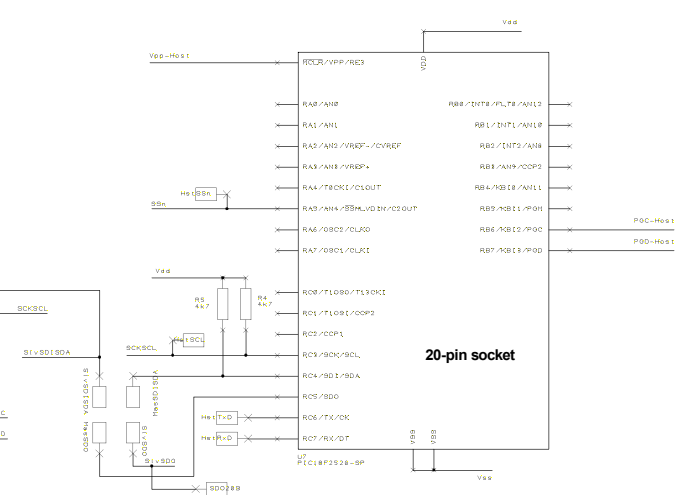 Vdd
Vpp-Host
MCLR/VPP/RE3
VDD
RA0/AN0
RB0/INT0/FLT0/AN12
RA1/AN1
RB1/INT1/AN10
RA2/AN2/VREF-/CVREF
RB2/INT2/AN8
RA3/AN3/VREF+
RB3/AN9/CCP2
RA4/T0CKI/C1OUT
RB4/KBI0/AN11
HstSSn
SSn
RA5/AN4/SS/HLVDIN/C2OUT
RB5/KBI1/PGM
RA6/OSC2/CLKO
RB6/KBI2/PGC
PGC-Host
RA7/OSC1/CLKI
RB7/KBI3/PGD
PGD-Host
Vdd
RC0/T1OSO/T13CKI
R5
4k7
R4
4k7
SCKSCL
RC1/T1OSI/CCP2
RC2/CCP1
HstSCL
SCKSCL
RC3/SCK/SCL
20-pin socket
SlvSDISDA
RC4/SDI/SDA
SlvSDISDA
MasSDISDA
RC5/SDO
C
HstTxD
RC6/TX/CK
D
HstRxD
RC7/RX/DT
MasSDO
SlvSDO
VSS
VSS
U7
PIC18F2520-SP
SlvSDO
Vss